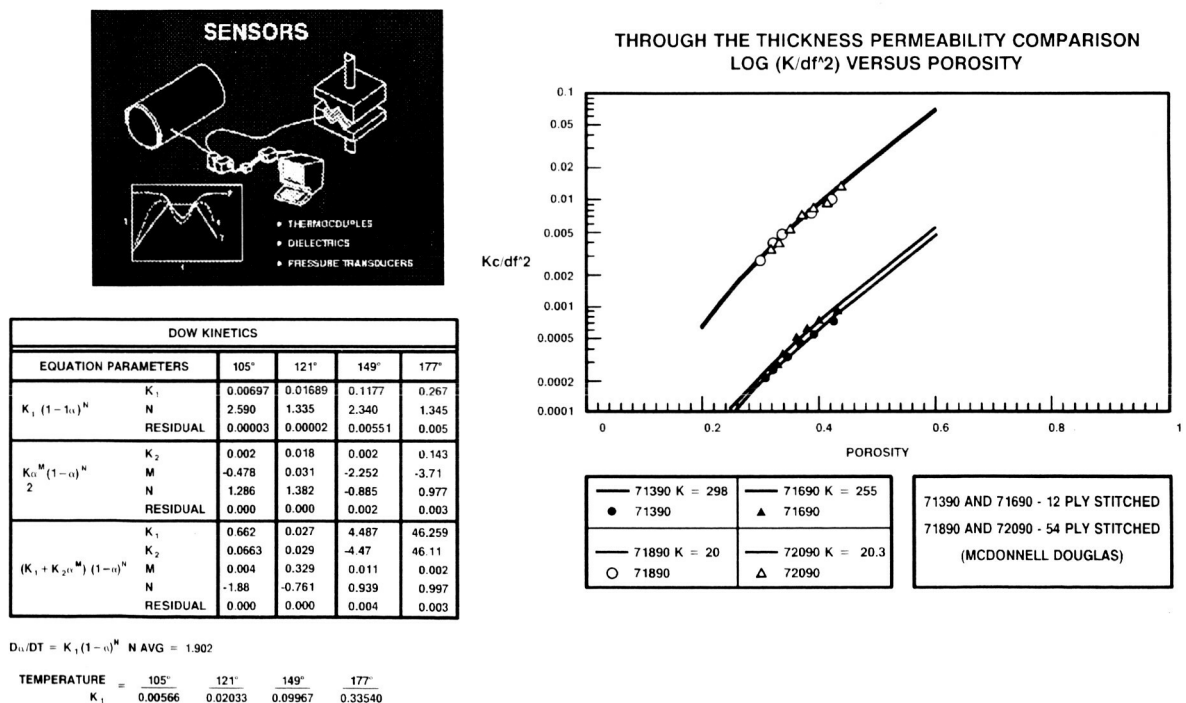 SENSORS
• THERMOCOUPLES
• DIELECTRICS
• PRESSURE TRANSDUCERS
DOW KINETICS
EQUATION PARAMETERS 105° 121° 149° 177°
K₁ 0.00697 0.01689 0.1177 0.267
K₁ (1 - 1α)ᴺ N 2.590 1.335 2.340 1.345
RESIDUAL 0.00003 0.00002 0.00551 0.005
K₂ 0.002 0.018 0.002 0.143
Kαᴹ(1-α)ᴺ M -0.478 0.031 -2.252 -3.71
2 N 1.286 1.382 -0.885 0.977
RESIDUAL 0.000 0.000 0.002 0.003
K₁ 0.662 0.027 4.487 46.259
K₂ 0.0663 0.029 -4.47 46.11
(K₁ + K₂αᴹ) (1-α)ᴺ M 0.004 0.329 0.011 0.002
N -1.88 -0.761 0.939 0.997
RESIDUAL 0.000 0.000 0.004 0.003
Dα/DT = K₁(1-α)ᴺ N AVG = 1.902
TEMPERATURE = 105° 121° 149° 177°
K₁ 0.00566 0.02033 0.09967 0.33540
THROUGH THE THICKNESS PERMEABILITY COMPARISON
LOG (K/df^2) VERSUS POROSITY
0.1
0.05
0.02
0.01
0.005
Kc/df^2
0.002
0.001
0.0005
0.0002
0.0001
0 0.2 0.4 0.6 0.8 1
POROSITY
71390 K = 298 71690 K = 255
● 71390 ▲ 71690
71890 K = 20 72090 K = 20.3
○ 71890 △ 72090
71390 AND 71690 - 12 PLY STITCHED
71890 AND 72090 - 54 PLY STITCHED
(MCDONNELL DOUGLAS)